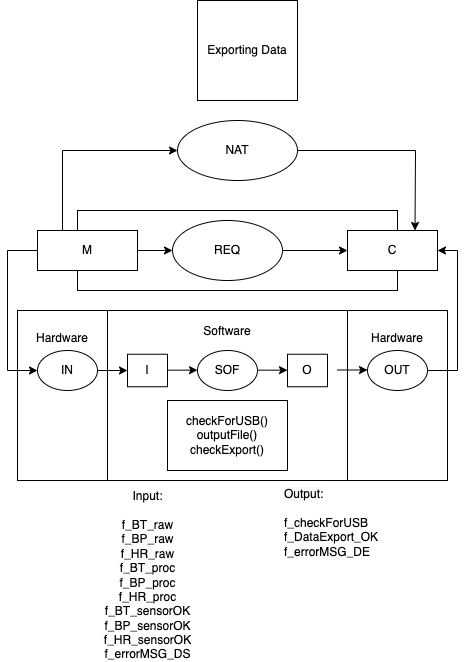 Exporting Data
NAT
M
REQ
C
Hardware
Software
Hardware
IN
I
SOF
O
OUT
checkForUSB()
outputFile()
checkExport()
Input:
Output:
f_BT_raw
f_BP_raw
f_HR_raw
f_BT_proc
f_BP_proc
f_HR_proc
f_BT_sensorOK
f_BP_sensorOK
f_HR_sensorOK
f_errorMSG_DS
f_checkForUSB
f_DataExport_OK
f_errorMSG_DE